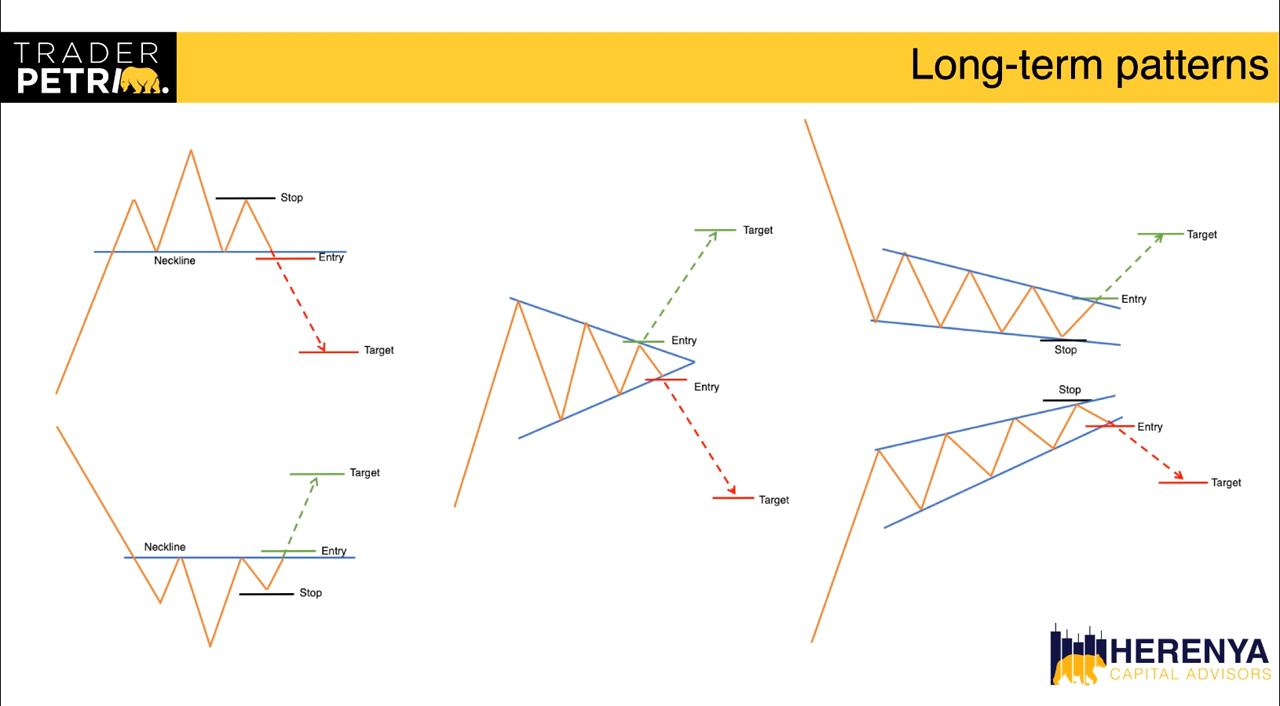 TRADER
PETRI.
Long-term patterns
Stop
Neckline
Entry
Target
Neckline
Target
Entry
Stop
Target
Entry
Entry
Target
Target
Entry
Stop
Stop
Entry
Target
HERENYA
CAPITAL ADVISORS